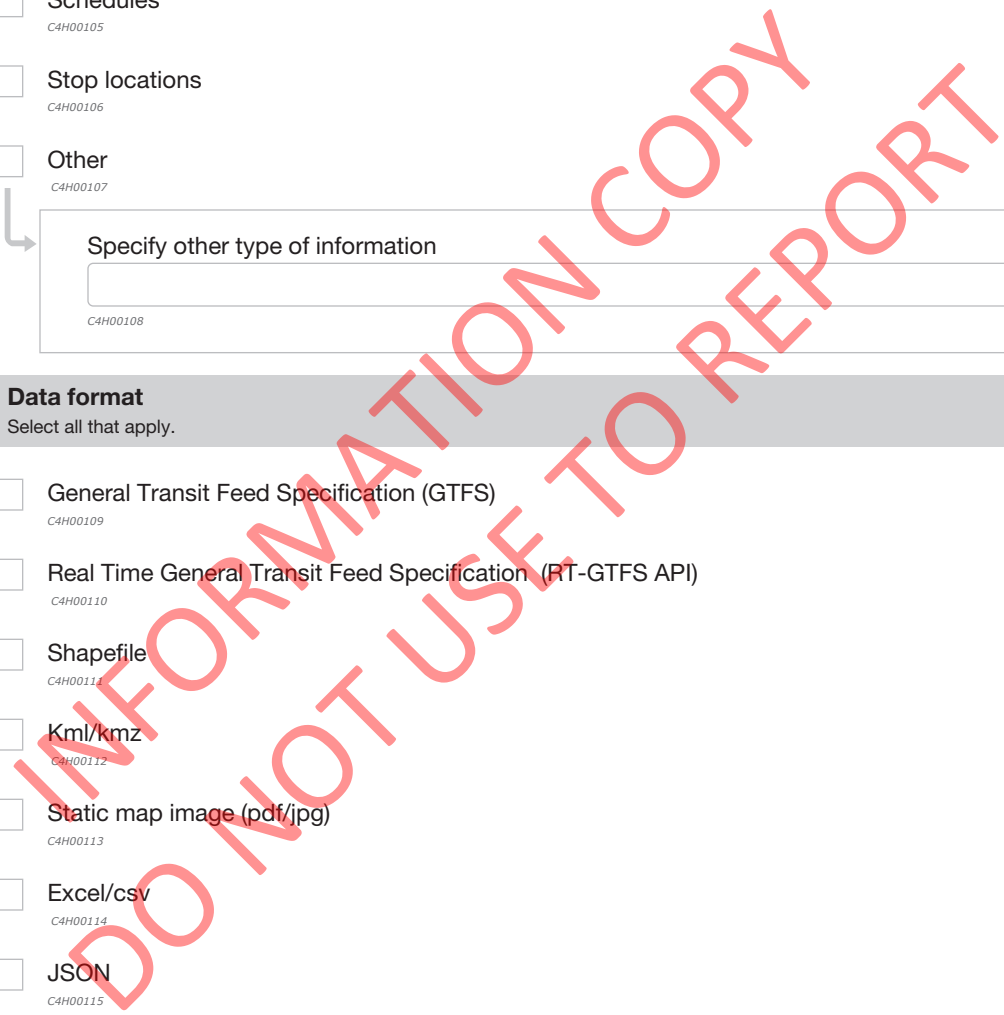 Schedules
C4H00105
Stop locations
C4H00106
Other
C4H00107
Specify other type of information
C4H00108
Data format
Select all that apply.
General Transit Feed Specification (GTFS)
C4H00109
Real Time General Transit Feed Specification (RT-GTFS API)
C4H00110
Shapefile
C4H00111
Kml/kmz
C4H00112
Static map image (pdf/jpg)
C4H00113
Excel/csv
C4H00114
JSON
C4H00115
INFORMATION COPY
DO NOT USE TO REPORT